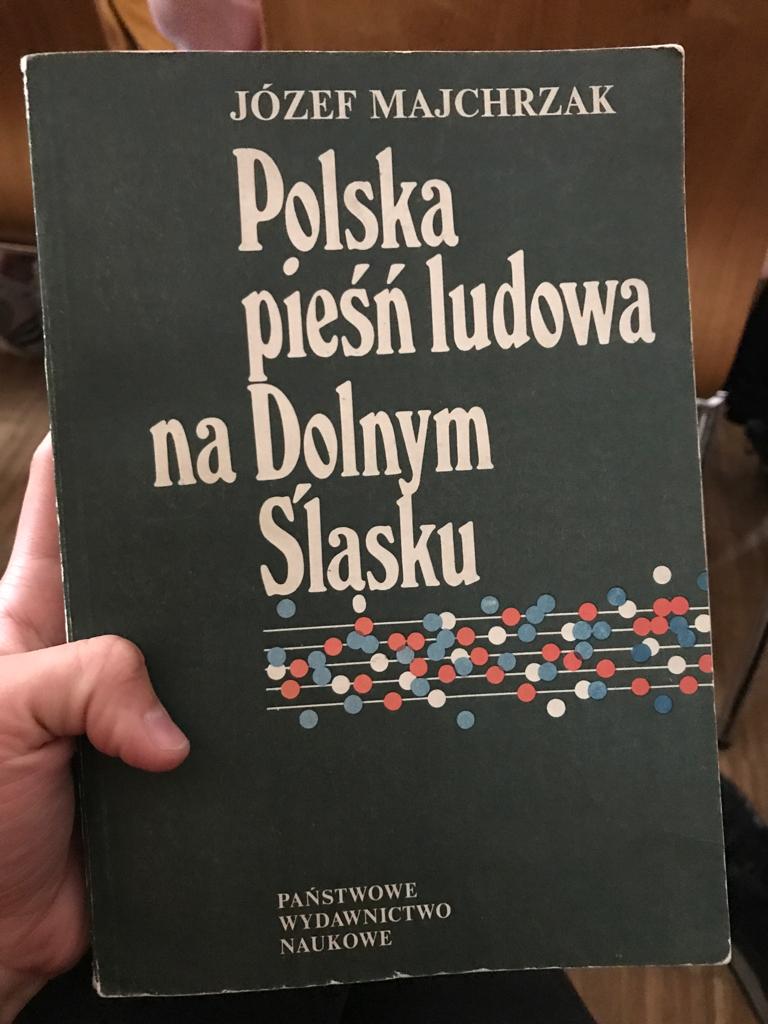 JÓZEF MAJCHRZAK
Polska
pieśń ludowa
na Dolnym
Śląsku
PAŃSTWOWE
WYDAWNICTWO
NAUKOWE